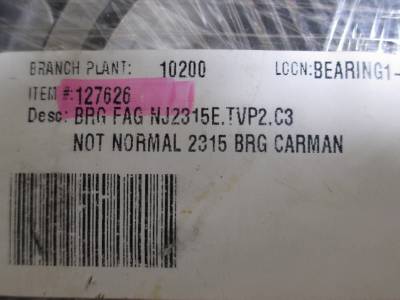 BRANCH PLANT: 10200 LOCN:BEARING1-
ITEM #:127626
Desc: BRG FAG NJ2315E.TVP2.C3
NOT NORMAL 2315 BRG CARMAN